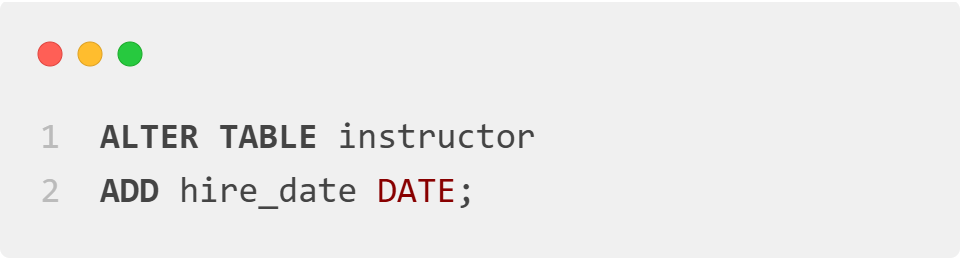 1 ALTER TABLE instructor
2 ADD hire_date DATE;